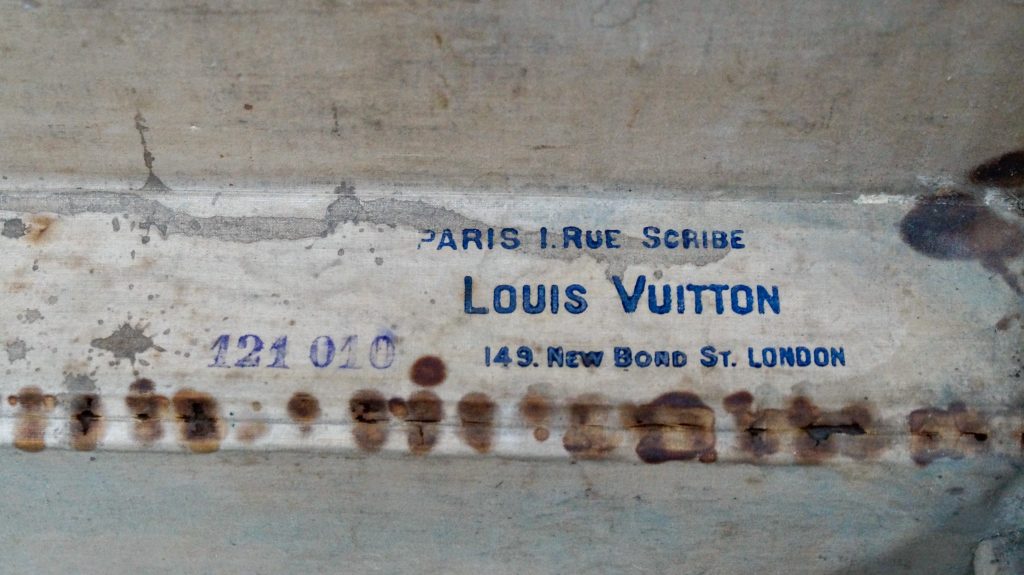 PARIS 1. RUE SCRIBE
LOUIS VUITTON
121 010
149. NEW BOND ST. LONDON